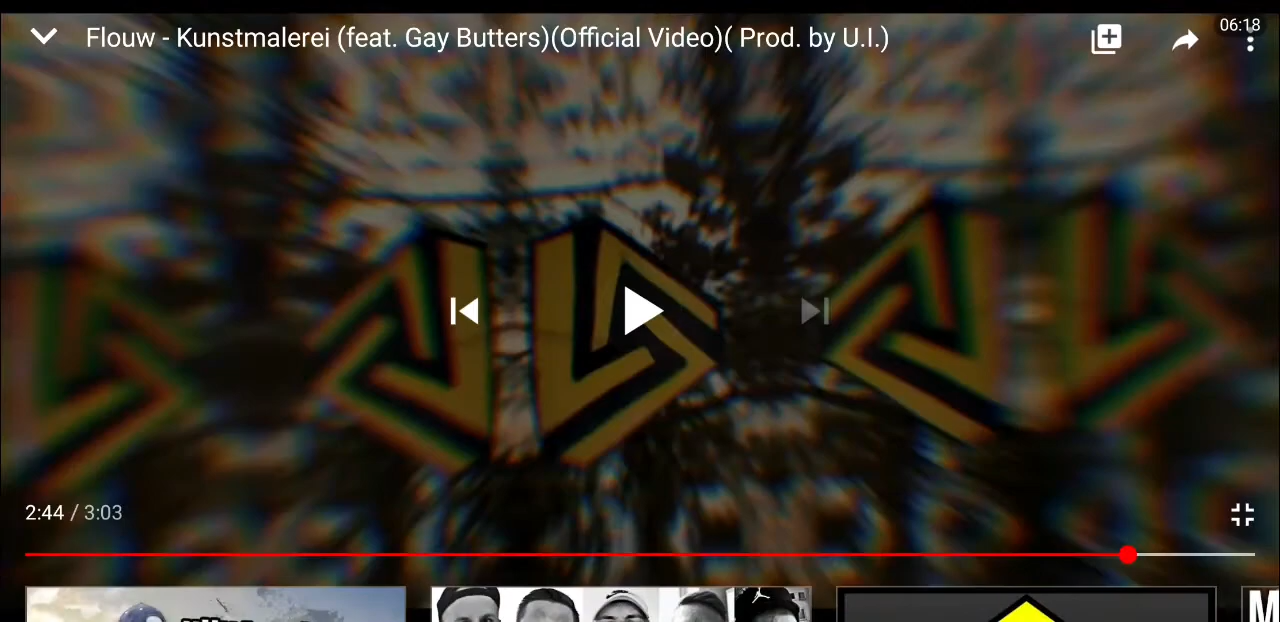 06:18
Flouw - Kunstmalerei (feat. Gay Butters)(Official Video)( Prod. by U.I.)
2:44 / 3:03
M